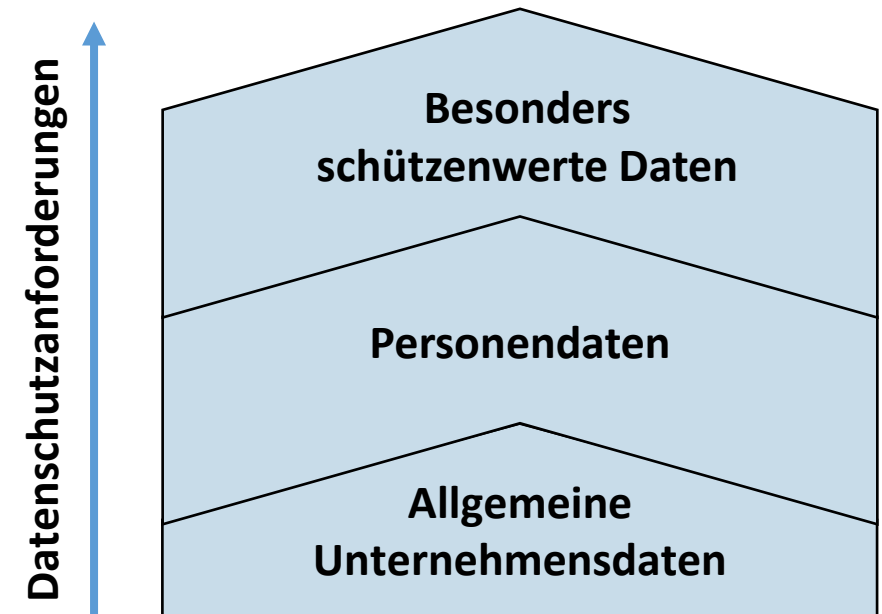 Datenschutzanforderungen
Besonders
schützenwerte Daten
Personendaten
Allgemeine
Unternehmensdaten